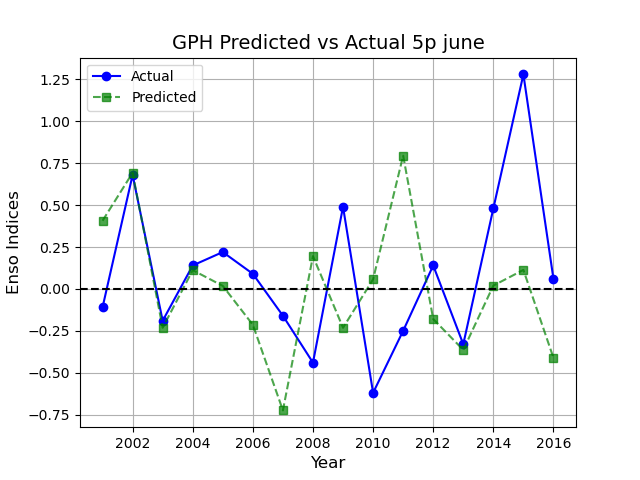 GPH Predicted vs Actual 5p june
Actual
Predicted
Enso Indices
1.25
1.00
0.75
0.50
0.25
0.00
−0.25
−0.50
−0.75
2002 2004 2006 2008 2010 2012 2014 2016
Year